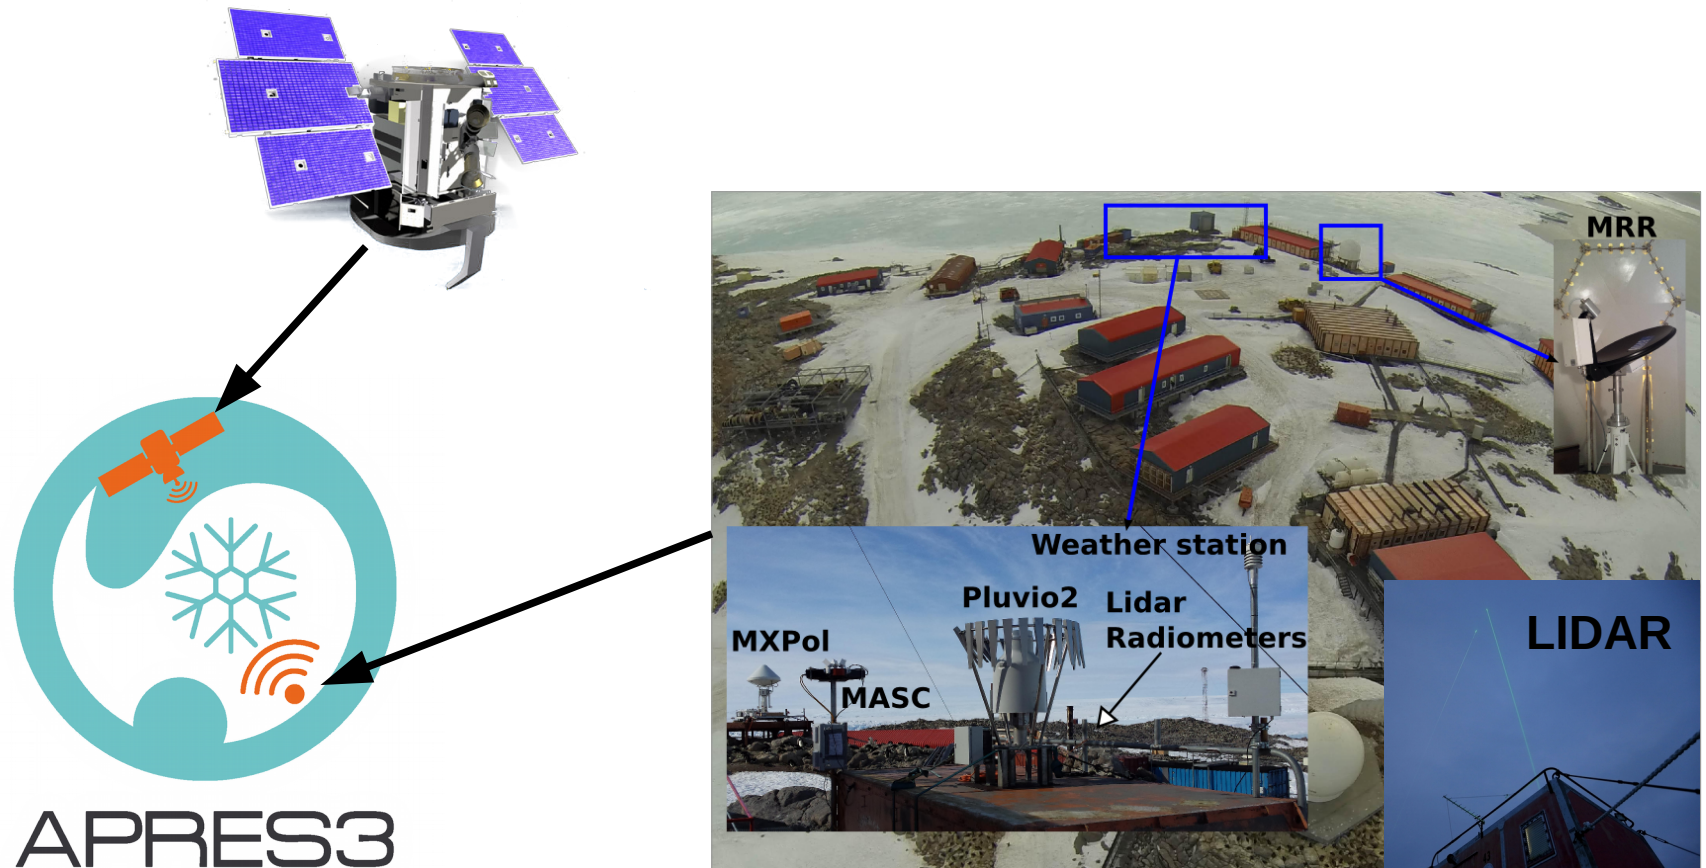 MRR
Weather station
Pluvio2
Lidar
Radiometers
MXPol
MASC
LIDAR
APRES3